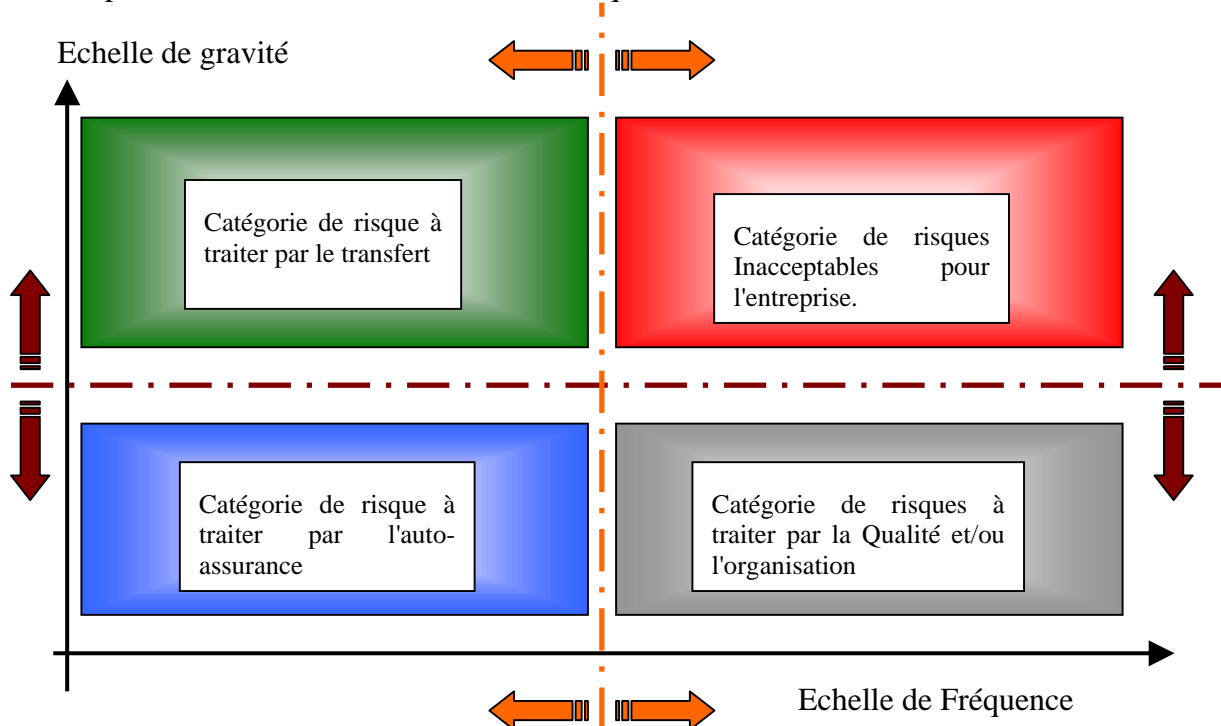 Echelle de gravité
Catégorie de risque à
traiter par le transfert
Catégorie de risques
Inacceptables pour
l'entreprise.
Catégorie de risque à
traiter par l'auto-
assurance
Catégorie de risques à
traiter par la Qualité et/ou
l'organisation
Echelle de Fréquence